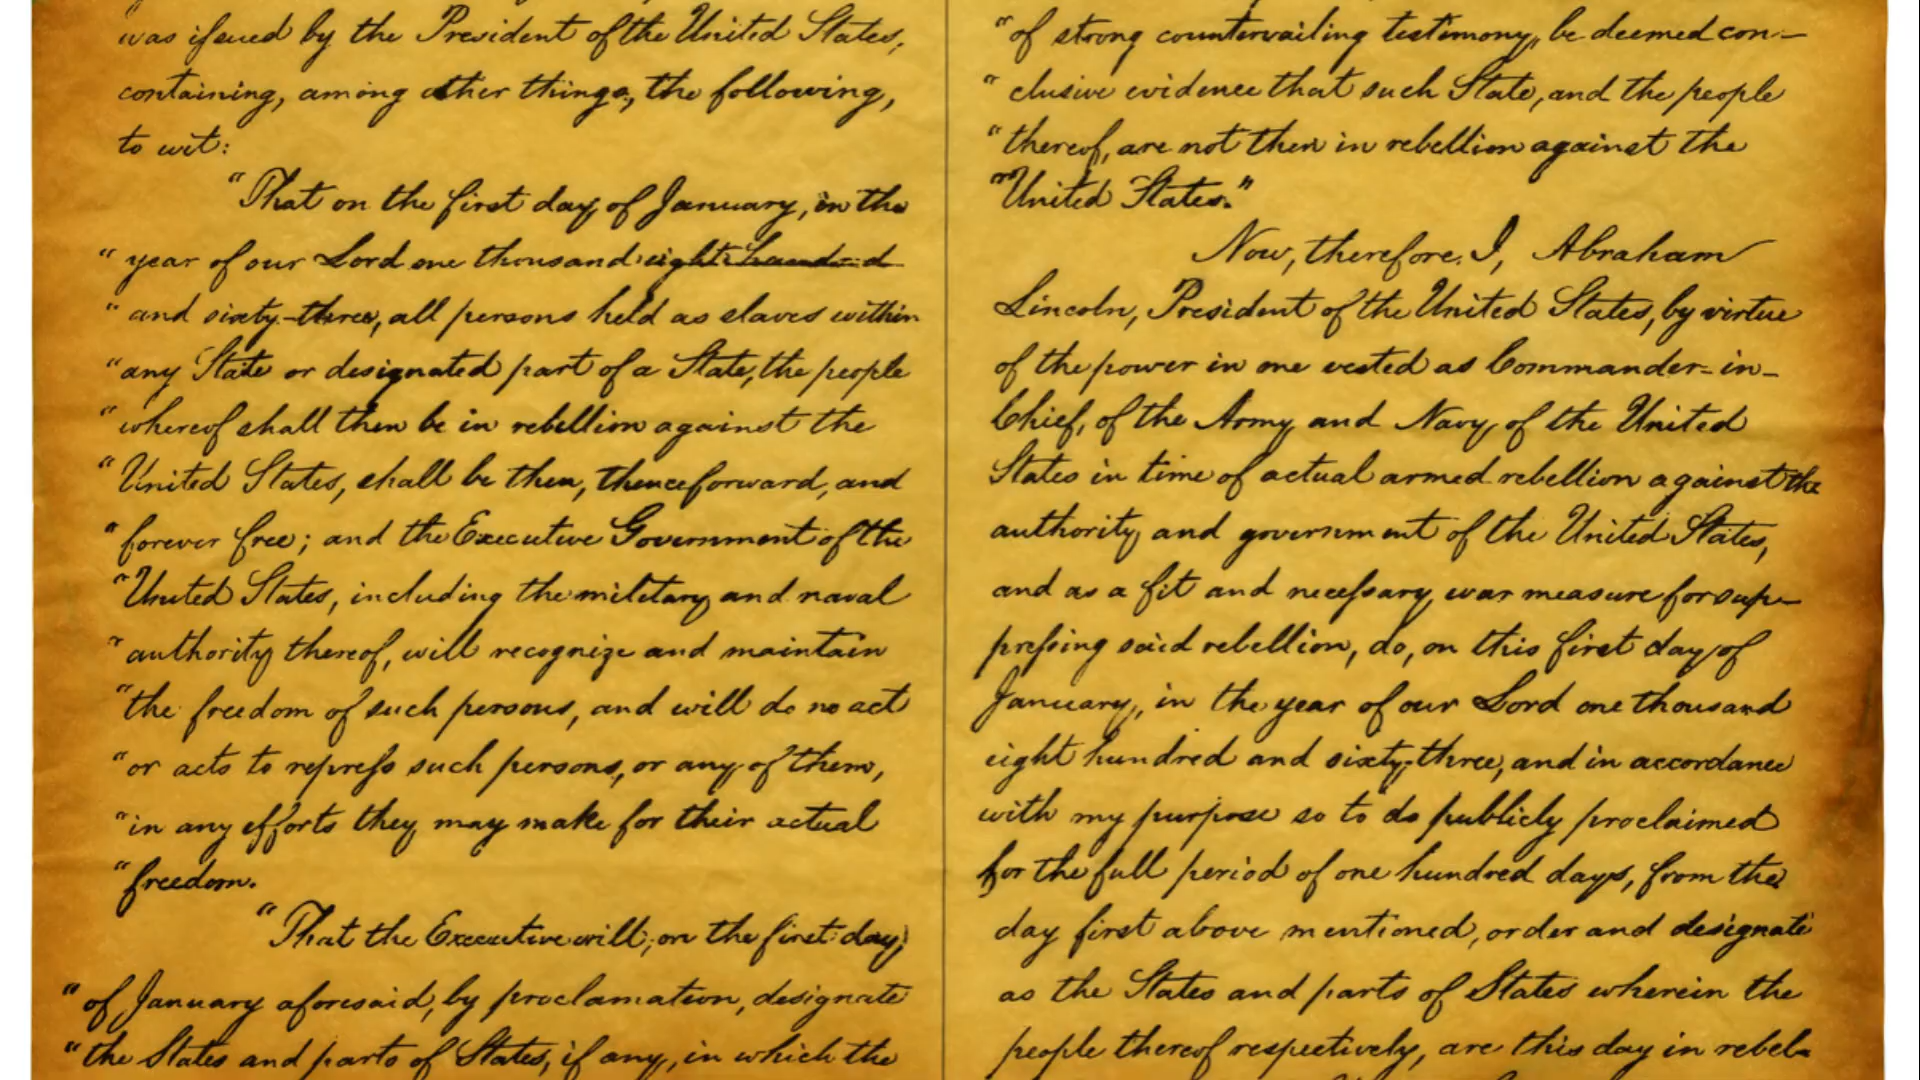 was issued by the President of the United States,
containing, among other things, the following,
to wit:
"That on the first day of January, in the
" year of our Lord one thousand eight hundred
" and sixty-three, all persons held as slaves within
" any State or designated part of a State, the people
" whereof shall then be in rebellion against the
" United States, shall be then, thenceforward, and
" forever free; and the Executive Government of the
" United States, including the military and naval
" authority thereof, will recognize and maintain
" the freedom of such persons, and will do no act
" or acts to repress such persons, or any of them,
" in any efforts they may make for their actual
" freedom.
"That the Executive will, on the first day
" of January aforesaid, by proclamation, designate
" the States and parts of States, if any, in which the
" of strong countervailing testimony, be deemed con-
" clusive evidence that such State, and the people
" thereof, are not then in rebellion against the
" United States."
Now, therefore, I, Abraham
Lincoln, President of the United States, by virtue
of the power in me vested as Commander-in-
Chief, of the Army and Navy of the United
States in time of actual armed rebellion against the
authority and government of the United States,
and as a fit and necessary war measure for sup-
pressing said rebellion, do, on this first day of
January, in the year of our Lord one thousand
eight hundred and sixty-three, and in accordance
with my purpose so to do publicly proclaimed
for the full period of one hundred days, from the
day first above mentioned, order and designate
as the States and parts of States wherein the
people thereof respectively, are this day in rebel-